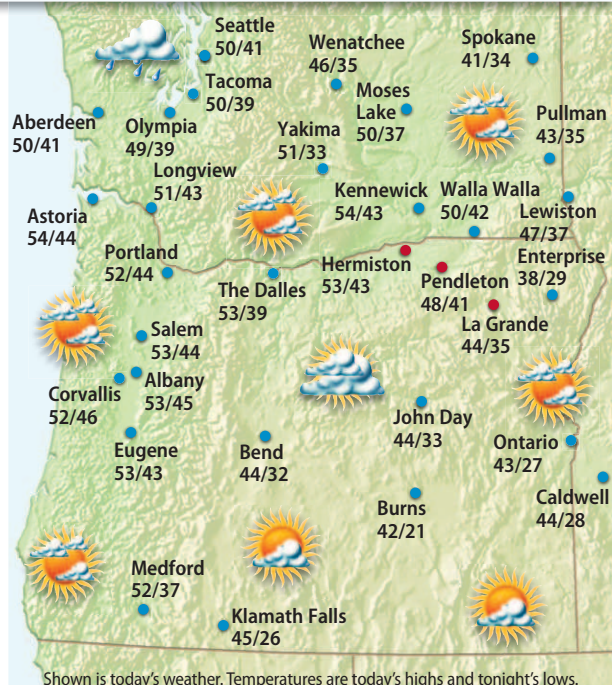 Seattle
50/41
Wenatchee
46/35
Spokane
41/34
Tacoma
50/39
Moses
Lake
50/37
Aberdeen
50/41
Olympia
49/39
Yakima
51/33
Pullman
43/35
Longview
51/43
Kennewick
54/43
Walla Walla
50/42
Lewiston
47/37
Astoria
54/44
Portland
52/44
The Dalles
53/39
Hermiston
53/43
Pendleton
48/41
Enterprise
38/29
La Grande
44/35
Salem
53/44
Albany
53/45
Corvallis
52/46
Eugene
53/43
Bend
44/32
John Day
44/33
Ontario
43/27
Caldwell
44/28
Burns
42/21
Medford
52/37
Klamath Falls
45/26
Shown is today's weather. Temperatures are today's highs and tonight's lows.